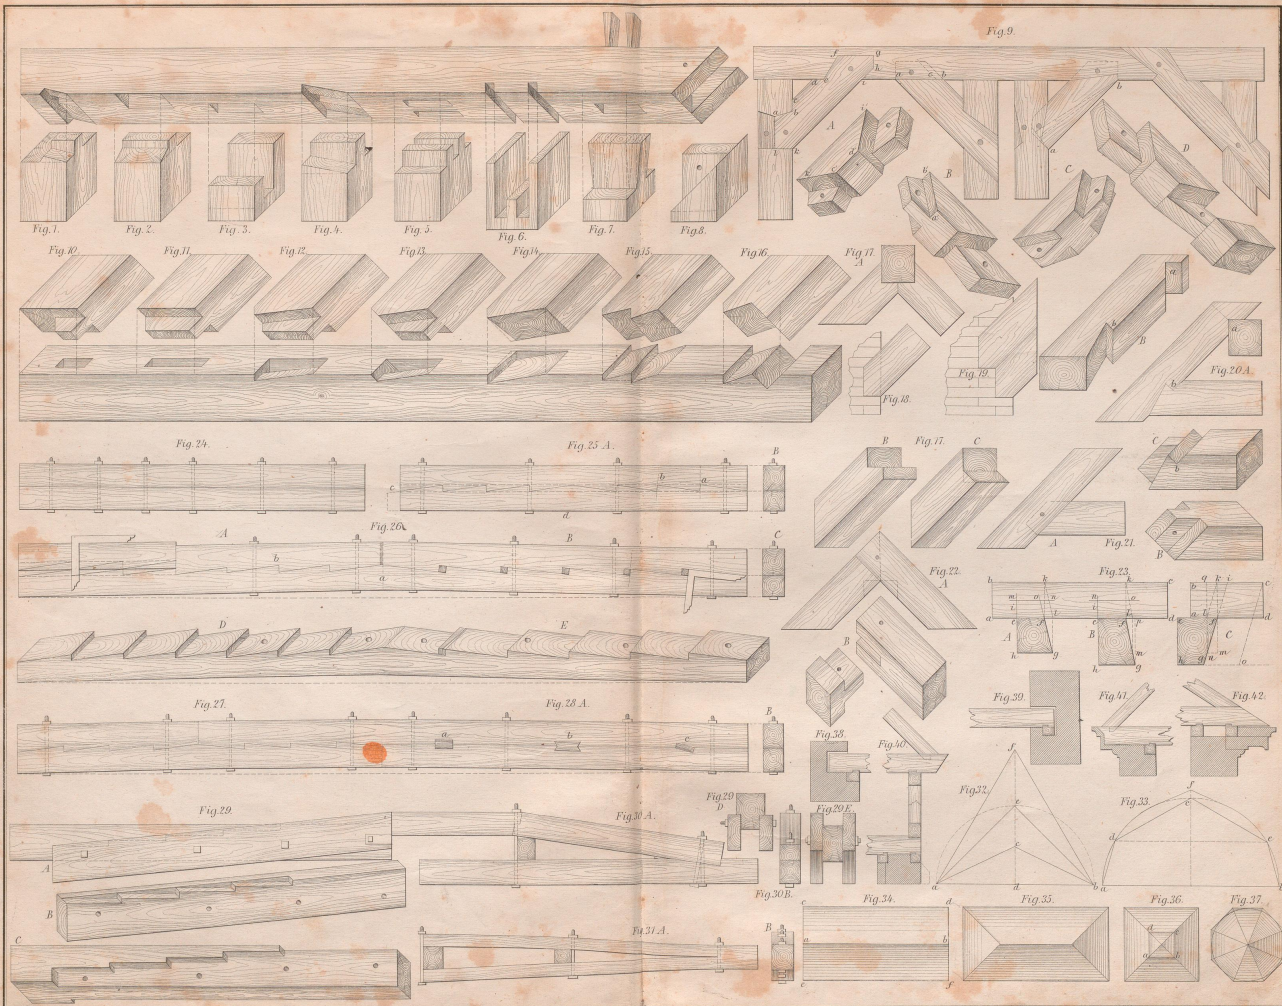 Fig. 9.
f
g
h
a
c
b
d
i
A
B
C
D
Fig. 1.
Fig. 2.
Fig. 3.
Fig. 4.
Fig. 5.
Fig. 6.
Fig. 7.
Fig. 8.
Fig. 10.
Fig. 11.
Fig. 12.
Fig. 13.
Fig. 14.
Fig. 15.
Fig. 16.
Fig. 17.
A
a
b
B
Fig. 18.
Fig. 19.
a
b
Fig. 20 A.
Fig. 24.
Fig. 25 A.
B
b
a
c
d
B
Fig. 17.
C
C
b
A
Fig. 21.
B
A
Fig. 26.
B
C
b
a
Fig. 22.
A
B
Fig. 23.
b
k
k
c
b
q
k
i
c
m
n
n
o
i
i
a
e
f
l
e
f
l
p
d
a
l
d
A
B
C
h
g
m
h
g
k
g
n
m
o
D
E
Fig. 27.
Fig. 28 A.
B
a
b
c
Fig. 39.
Fig. 41.
Fig. 42.
Fig. 38.
Fig. 40.
Fig. 29.
Fig. 30 A.
Fig. 29
D
Fig. 29 E.
Fig. 32.
f
e
c
a
d
b
Fig. 33.
f
c
d
e
a
A
B
C
Fig. 30 B.
Fig. 31 A.
B
c
Fig. 34.
d
a
b
e
f
Fig. 35.
Fig. 36.
d
a
b
Fig. 37.